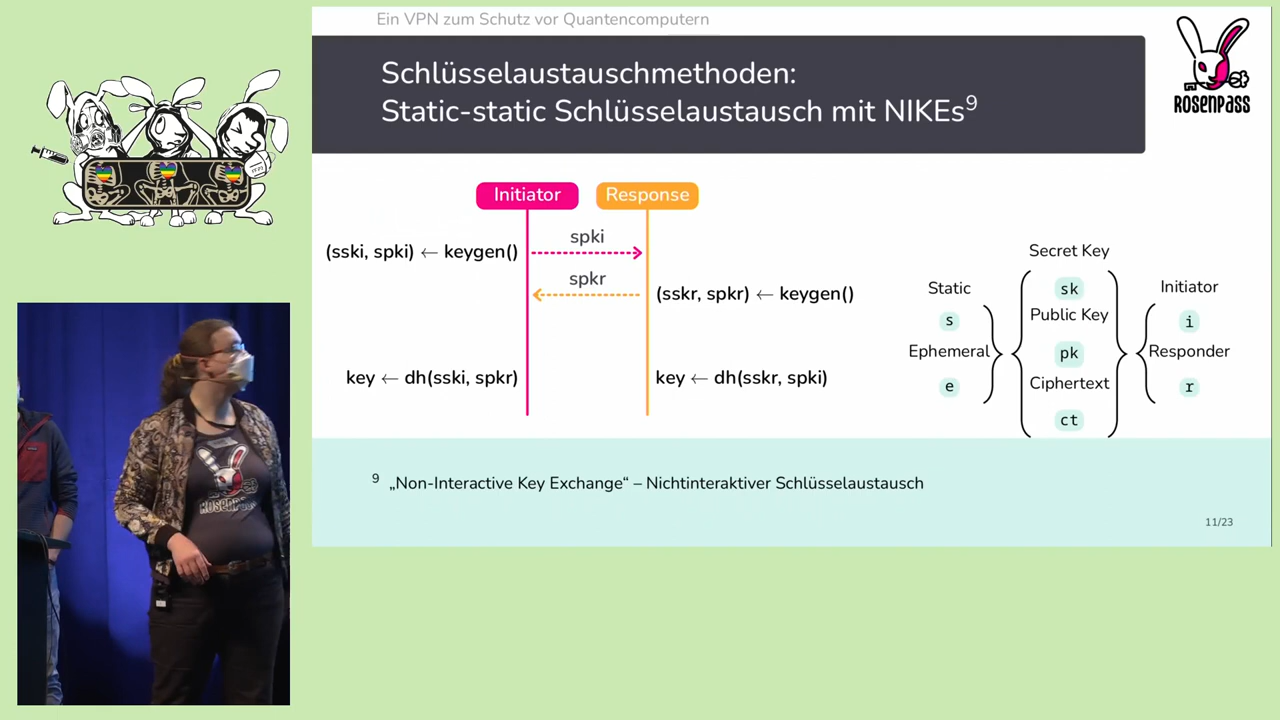 Ein VPN zum Schutz vor Quantencomputern
Schlüsselaustauschmethoden:
Static-static Schlüsselaustausch mit NIKEs⁹
ROSENPASS
Initiator
Response
(sski, spki) ← keygen()
spki
spkr
(sskr, spkr) ← keygen()
key ← dh(sski, spkr)
key ← dh(sskr, spki)
Static
s
Ephemeral
e
Secret Key
sk
Public Key
pk
Ciphertext
ct
Initiator
i
Responder
r
⁹ „Non-Interactive Key Exchange“ – Nichtinteraktiver Schlüsselaustausch
11/23
ROSENPASS